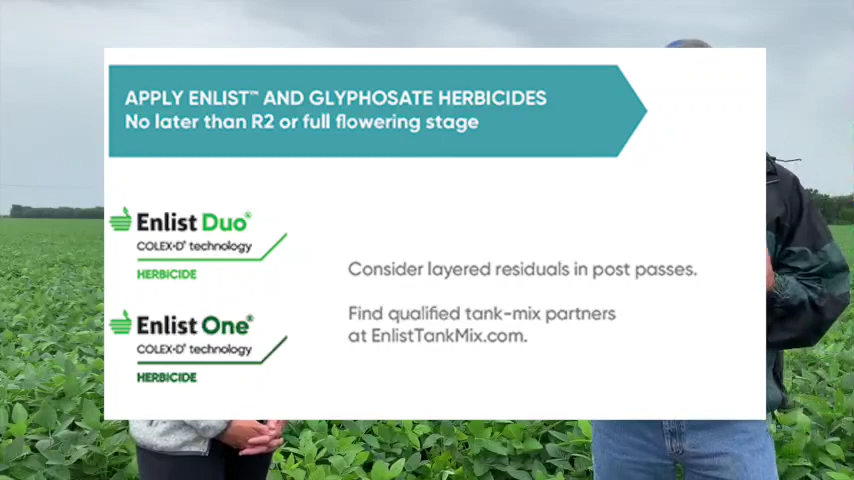 APPLY ENLIST™ AND GLYPHOSATE HERBICIDES
No later than R2 or full flowering stage
Enlist Duo®
COLEX•D® technology
HERBICIDE
Consider layered residuals in post passes.
Find qualified tank-mix partners
at EnlistTankMix.com.
Enlist One®
COLEX•D® technology
HERBICIDE